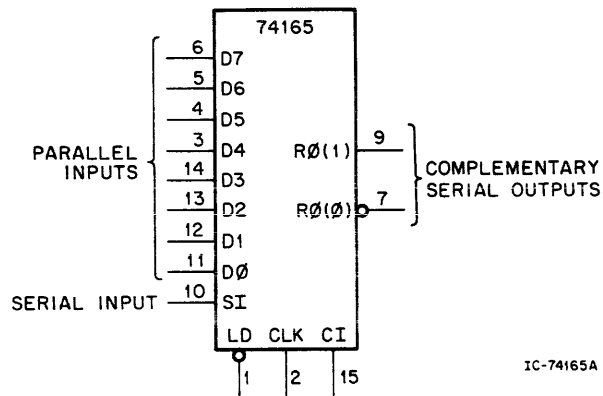 74165
6 D7
5 D6
4 D5
3 D4
14 D3
13 D2
12 D1
11 DØ
10 SI
PARALLEL
INPUTS
SERIAL INPUT
RØ(1) 9
RØ(Ø) 7
COMPLEMENTARY
SERIAL OUTPUTS
LD CLK CI
1 2 15
IC-74165A